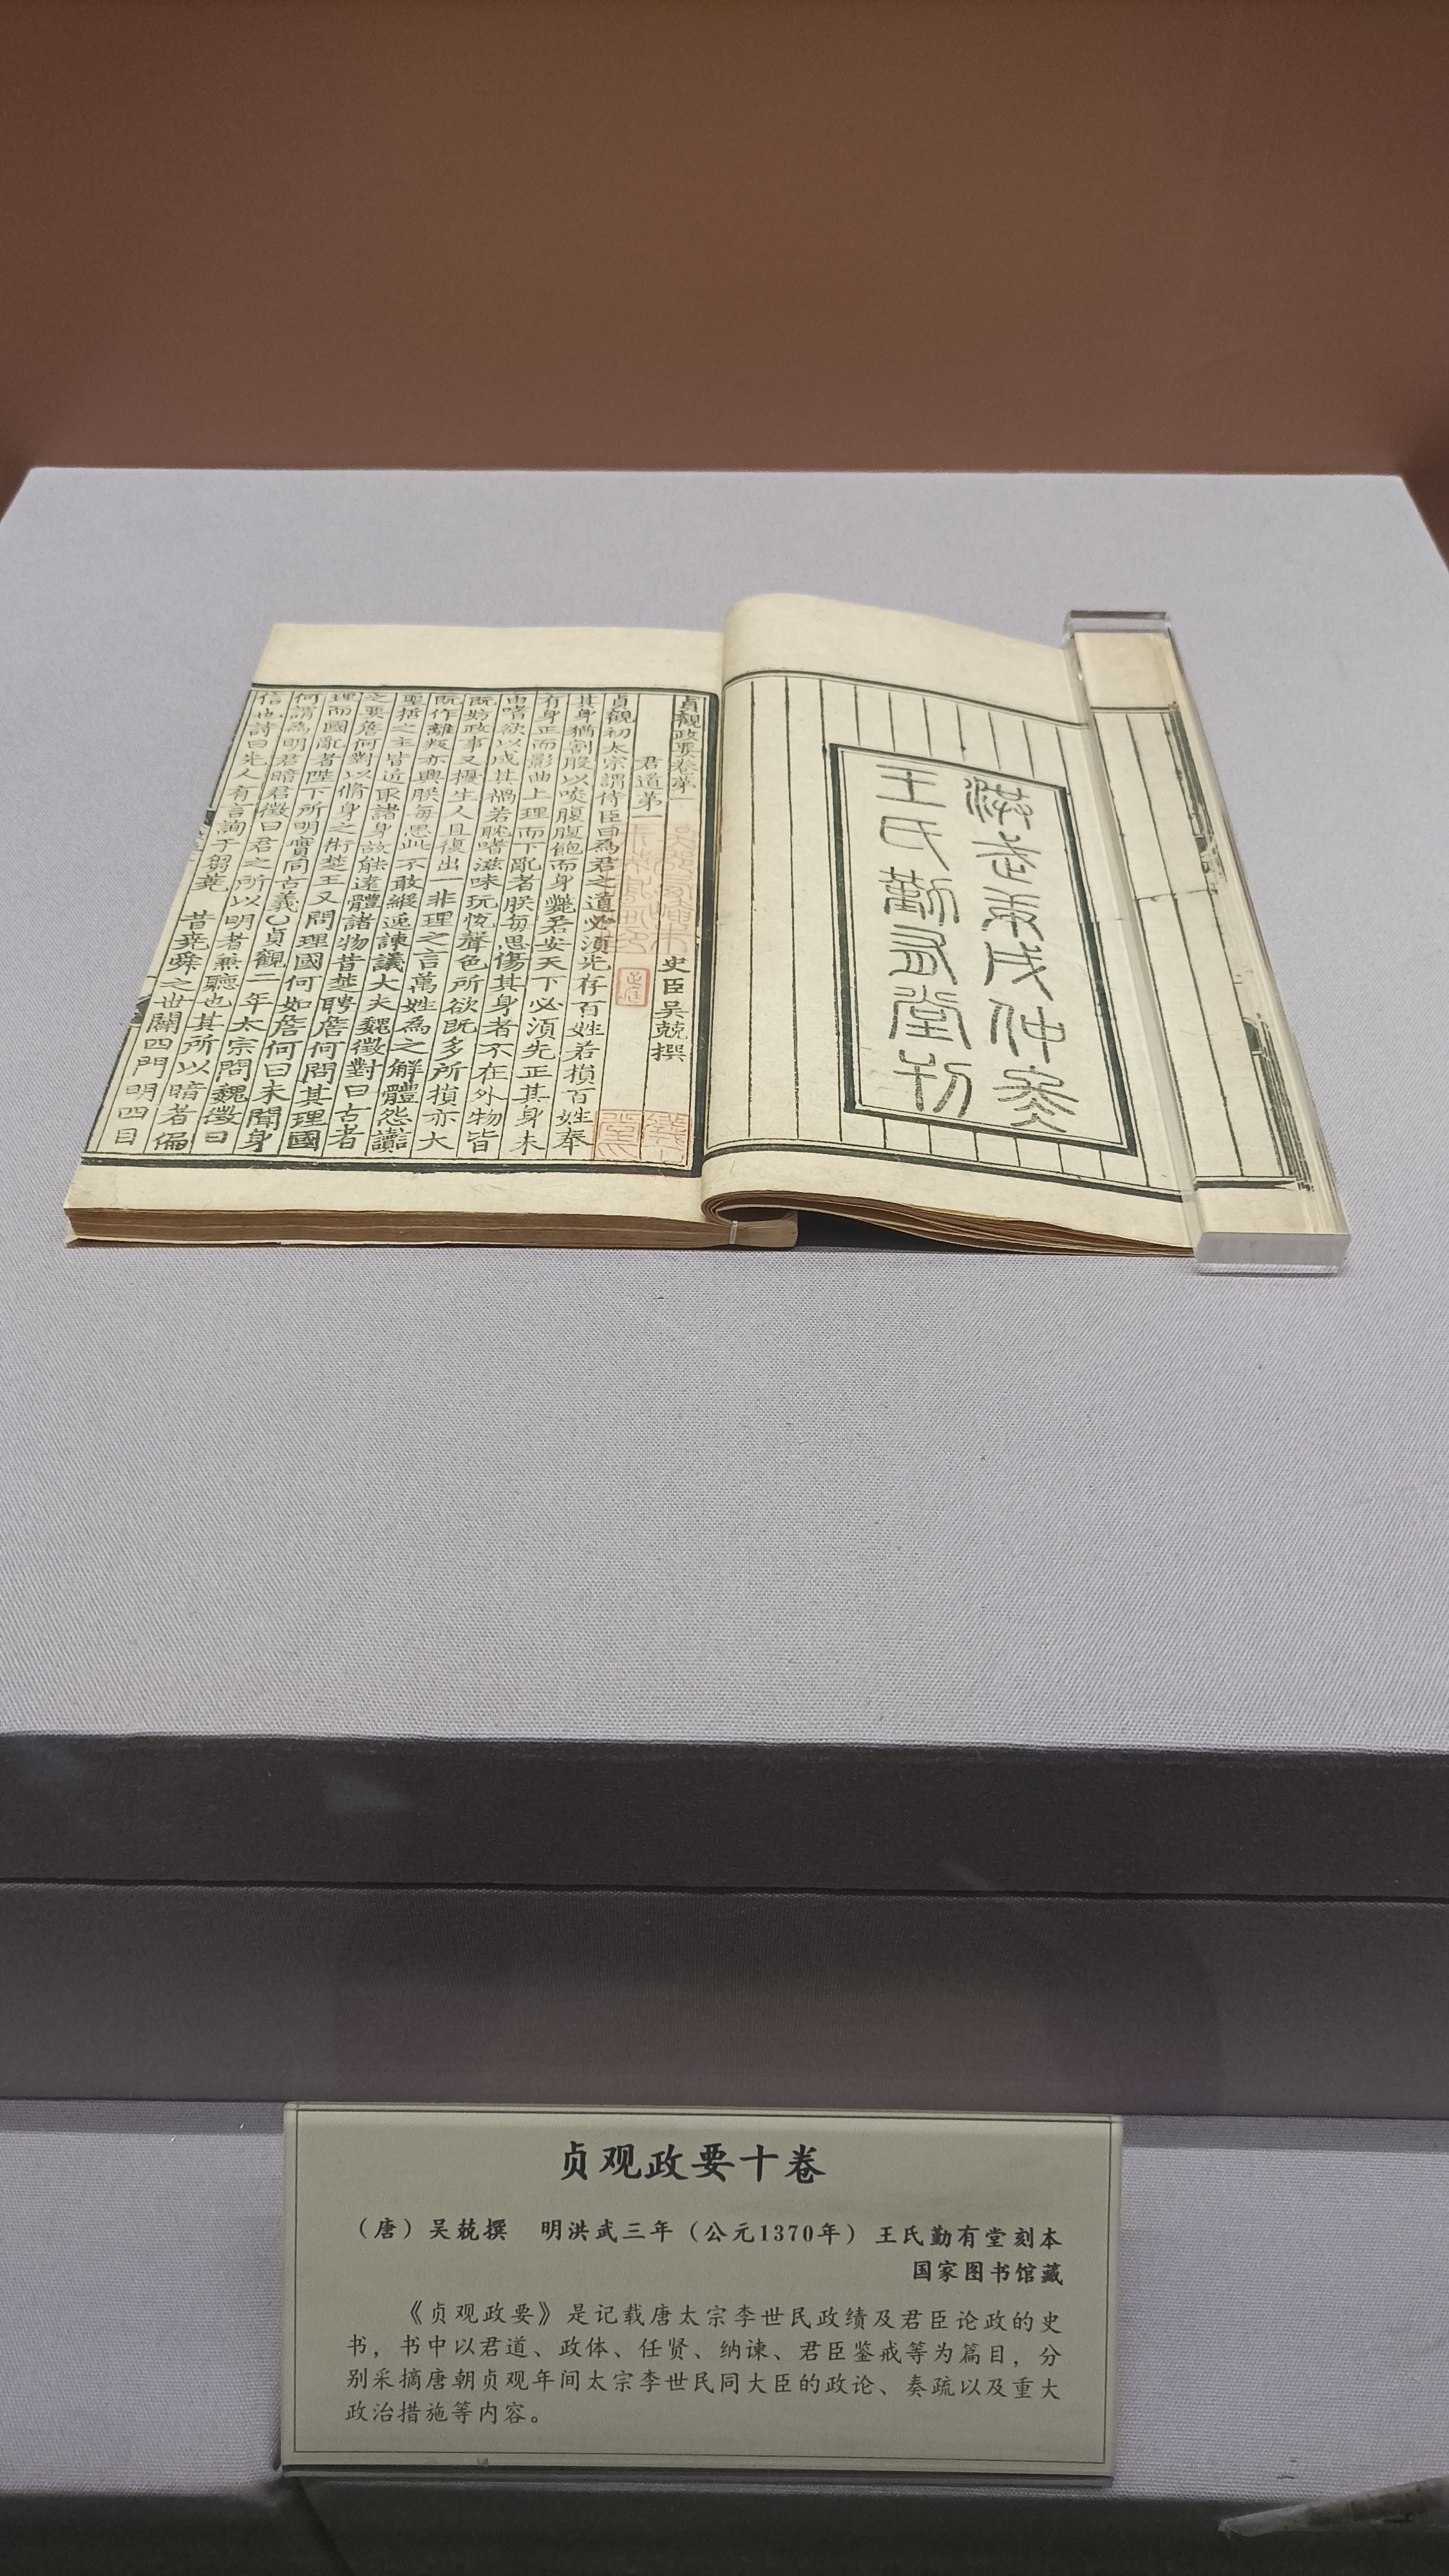 洪武庚戌仲冬
王氏勤有堂刊
貞觀政要卷第一
史臣吳兢撰
君道第一
貞觀初太宗謂侍臣曰為君之道必須先存百姓若損百姓奉
其身猶割股以啖腹腹飽而身斃若安天下必須先正其身未
有身正而影曲上理而下亂者朕每思傷其身者不在外物皆
由嗜欲以成其禍若耽嗜滋味玩悅聲色所欲既多所損亦大
既妨政事又擾生人且復出一非理之言萬姓為之解體怨讟
既作離叛亦興朕每思此不敢縱逸諫議大夫魏徵對曰古者
聖哲之主皆近取諸身故能遠體諸物昔楚聘詹何問其理國
之要詹何對以脩身之術楚王又問理國何如詹何曰未聞身
理而國亂者陛下所明實同古義貞觀二年太宗問魏徵曰
何謂為明君暗君徵曰君之所以明者兼聽也其所以暗者偏
信也詩曰先人有言詢于芻蕘 昔堯舜之世闢四門明四目
贞观政要十卷
（唐）吴兢撰　明洪武三年（公元1370年）王氏勤有堂刻本
国家图书馆藏
《贞观政要》是记载唐太宗李世民政绩及君臣论政的史
书，书中以君道、政体、任贤、纳谏、君臣鉴戒等为篇目，分
别采摘唐朝贞观年间太宗李世民同大臣的政论、奏疏以及重大
政治措施等内容。